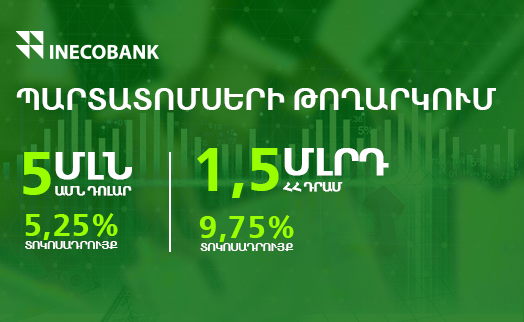 INECOBANK
ՊԱՐՏԱՏՈՄՍԵՐԻ ԹՈՂԱՐԿՈՒՄ
5 ՄԼՆ
ԱՄՆ ԴՈԼԱՐ
5,25%
ՏՈԿՈՍԱԴՐՈՒՅՔ
1,5 ՄԼՐԴ
ՀՀ ԴՐԱՄ
9,75%
ՏՈԿՈՍԱԴՐՈՒՅՔ